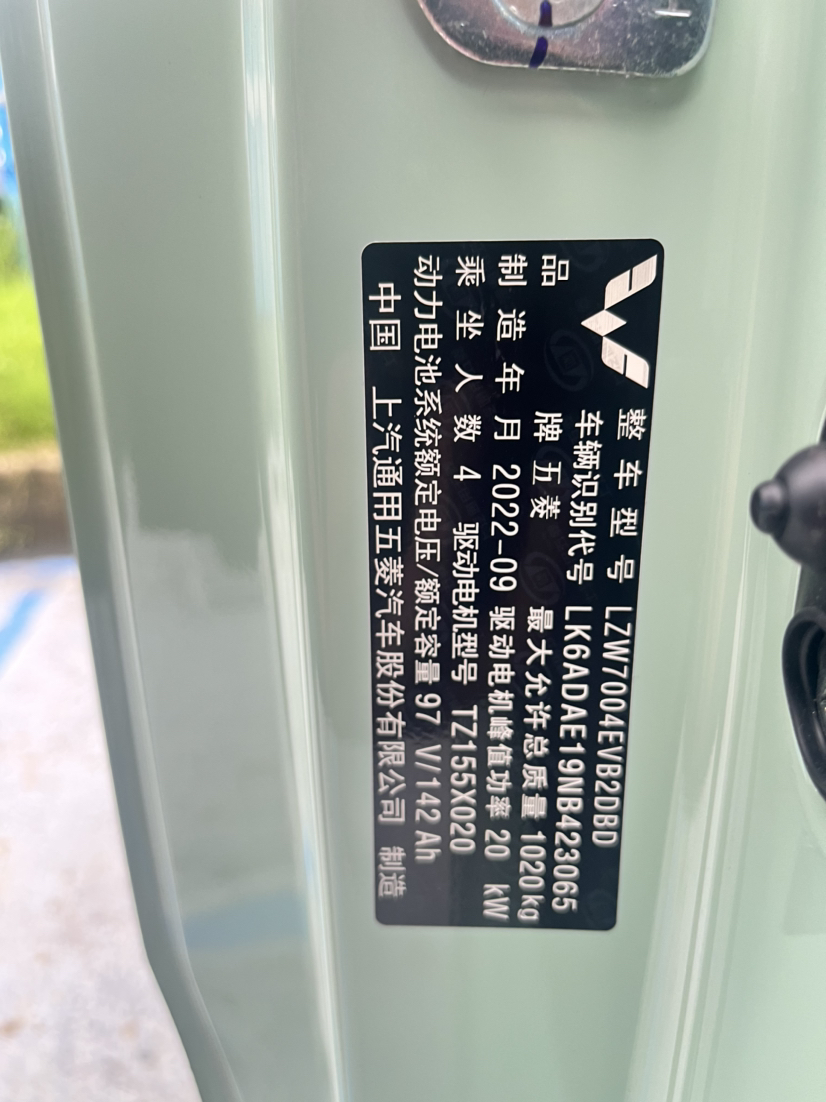 整车型号 LZW7004EVB2DBD
车辆识别代号 LK6ADAE19NB423065
品牌 五菱 最大允许总质量 1020kg
制造年月 2022-09 驱动电机峰值功率 20 kW
乘坐人数 4 驱动电机型号 TZ155X020
动力电池系统额定电压/额定容量 97 V/142 Ah
中国 上汽通用五菱汽车股份有限公司 制造